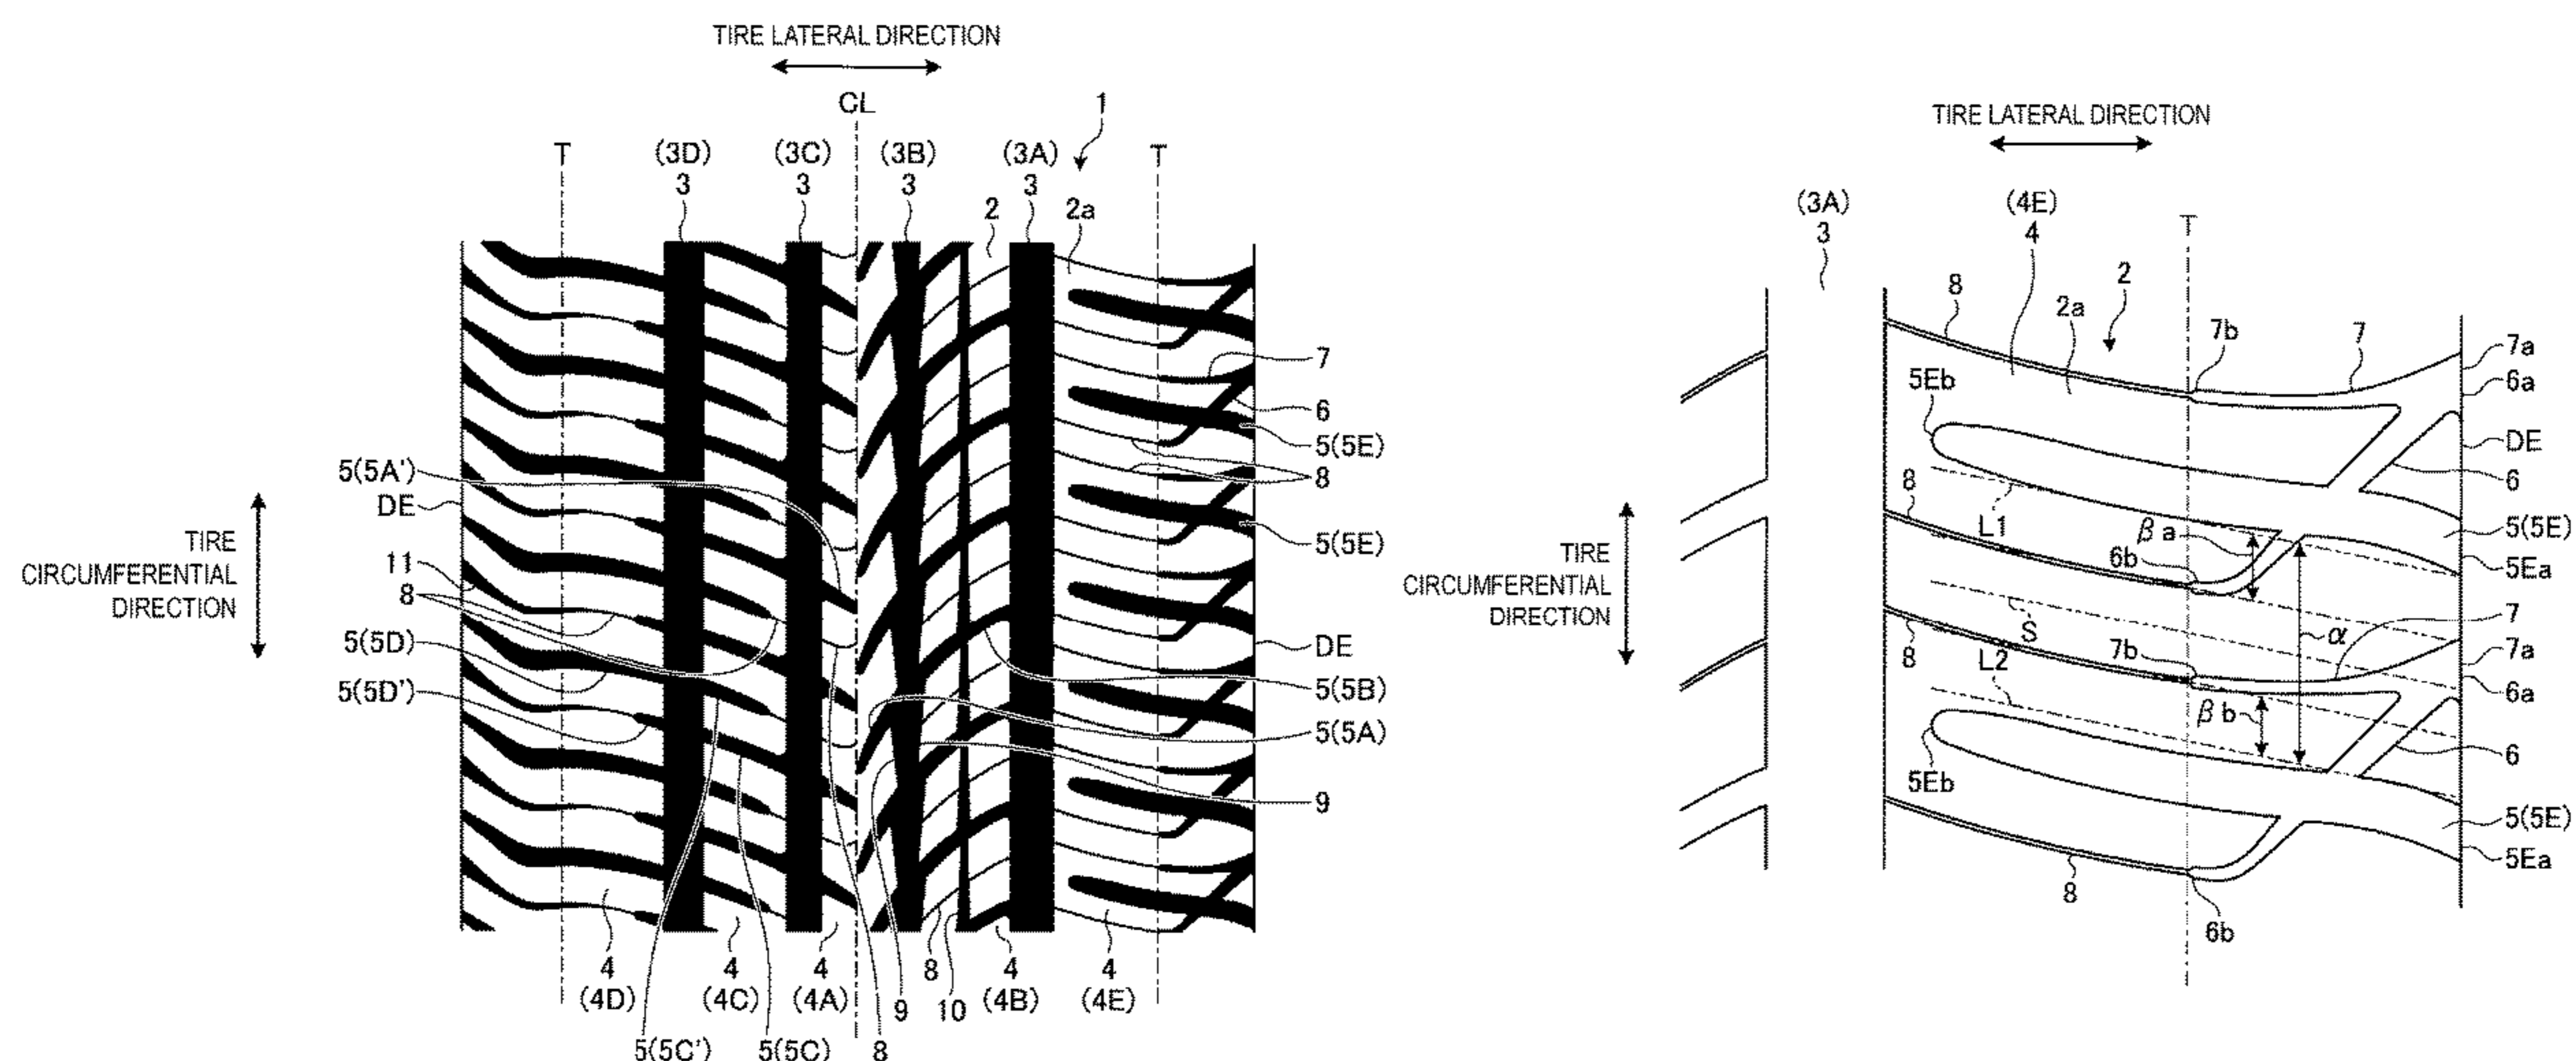 TIRE LATERAL DIRECTION
CL
1
T (3D) (3C) (3B) (3A) T
3 3 3 3
2 2a
7
6
5(5E)
8
5(5A')
DE
5(5E)
TIRE
CIRCUMFERENTIAL
DIRECTION
11
8
5(5D)
5(5D')
DE
5(5B)
5(5A)
9
4 4 4 8 4 4
(4D) (4C) (4A) 9 10 (4B) (4E)
5(5C') 5(5C) 8
TIRE LATERAL DIRECTION
(3A) (4E) T
3 4
8 2a 2 7b 7
7a
6a
5Eb
DE
6
8 L1 βa
5(5E)
6b
5Ea
TIRE
CIRCUMFERENTIAL
DIRECTION
S
7
8 L2 7b α
7a
6a
βb
5Eb
6
5(5E)
5Ea
8
6b